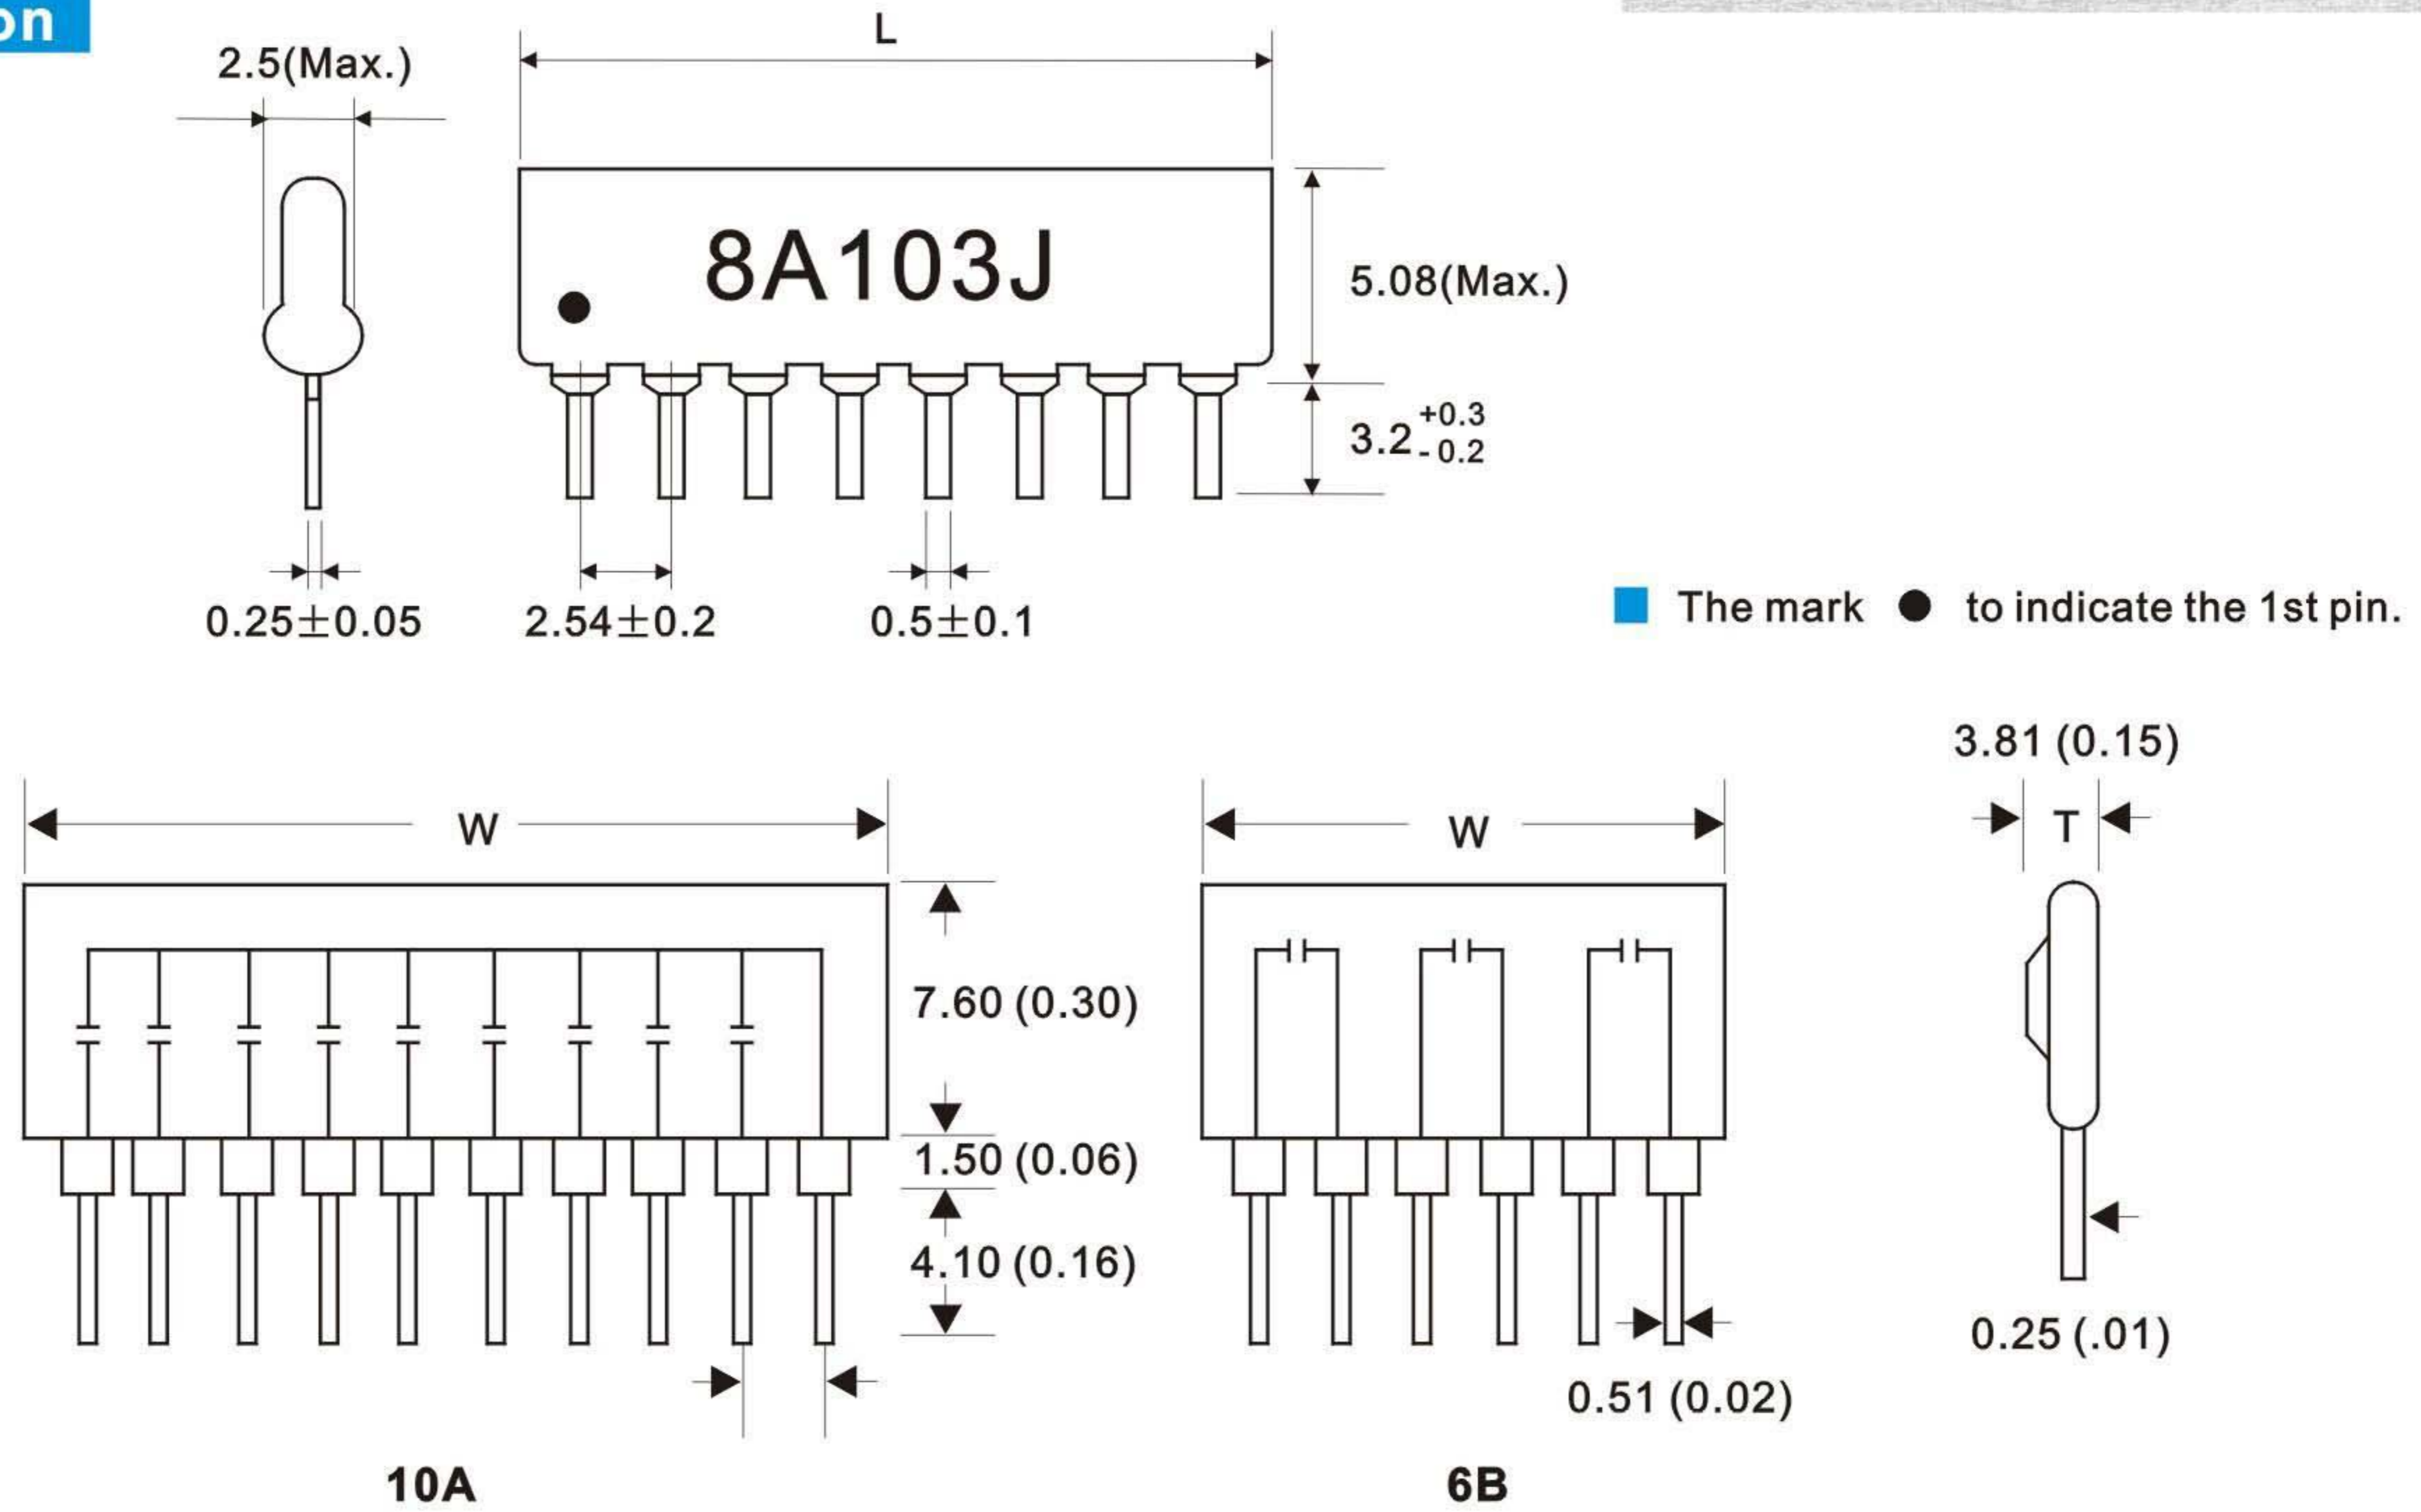 on
2.5(Max.)
L
8A103J
5.08(Max.)
3.2 +0.3 -0.2
0.25±0.05
2.54±0.2
0.5±0.1
The mark ● to indicate the 1st pin.
3.81 (0.15)
W
W
T
7.60 (0.30)
1.50 (0.06)
4.10 (0.16)
0.25 (.01)
0.51 (0.02)
10A
6B